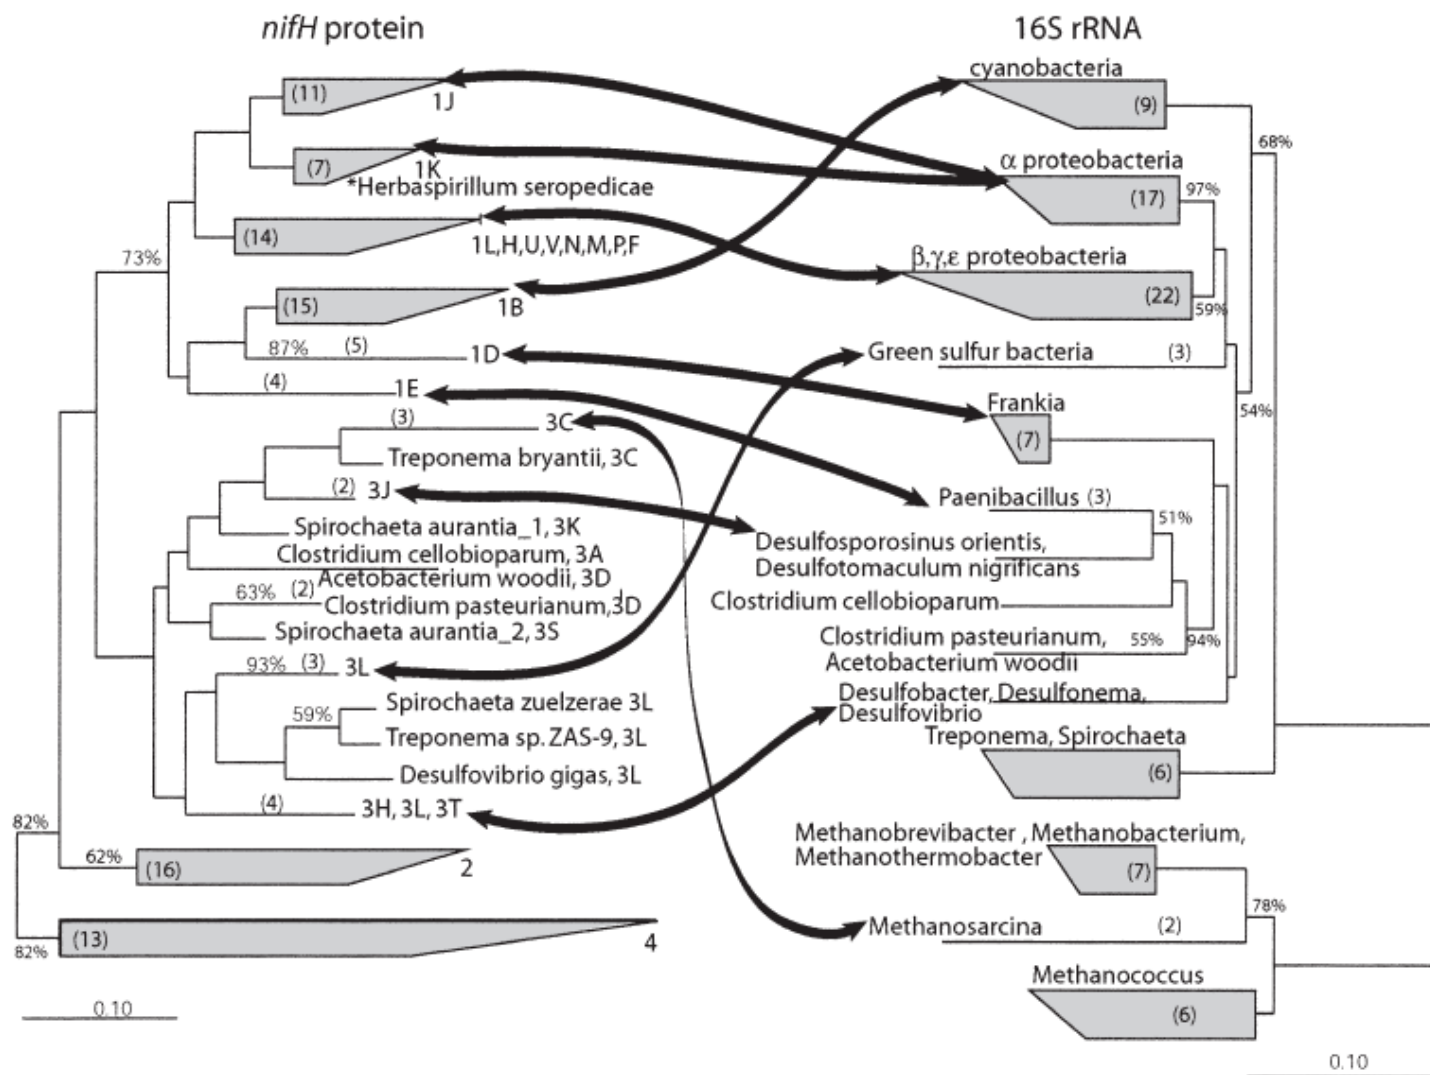 nifH protein
16S rRNA
(11)
1J
(7)
1K
*Herbaspirillum seropedicae
(14)
1L,H,U,V,N,M,P,F
73%
(15)
1B
87%
(5)
1D
(4)
1E
(3)
3C
Treponema bryantii, 3C
(2)
3J
Spirochaeta aurantia_1, 3K
Clostridium cellobioparum, 3A
Acetobacterium woodii, 3D
63%
(2)
Clostridium pasteurianum,3D
Spirochaeta aurantia_2, 3S
93%
(3)
3L
Spirochaeta zuelzerae 3L
59%
Treponema sp. ZAS-9, 3L
Desulfovibrio gigas, 3L
(4)
3H, 3L, 3T
82%
62%
(16)
2
(13)
4
82%
0.10
cyanobacteria
(9)
68%
α proteobacteria
97%
(17)
β,γ,ε proteobacteria
(22)
59%
Green sulfur bacteria
(3)
54%
Frankia
(7)
Paenibacillus (3)
51%
Desulfosporosinus orientis,
Desulfotomaculum nigrificans
Clostridium cellobioparum
Clostridium pasteurianum,
55%
94%
Acetobacterium woodii
Desulfobacter, Desulfonema,
Desulfovibrio
Treponema, Spirochaeta
(6)
Methanobrevibacter , Methanobacterium,
Methanothermobacter
(7)
78%
Methanosarcina
(2)
Methanococcus
(6)
0.10